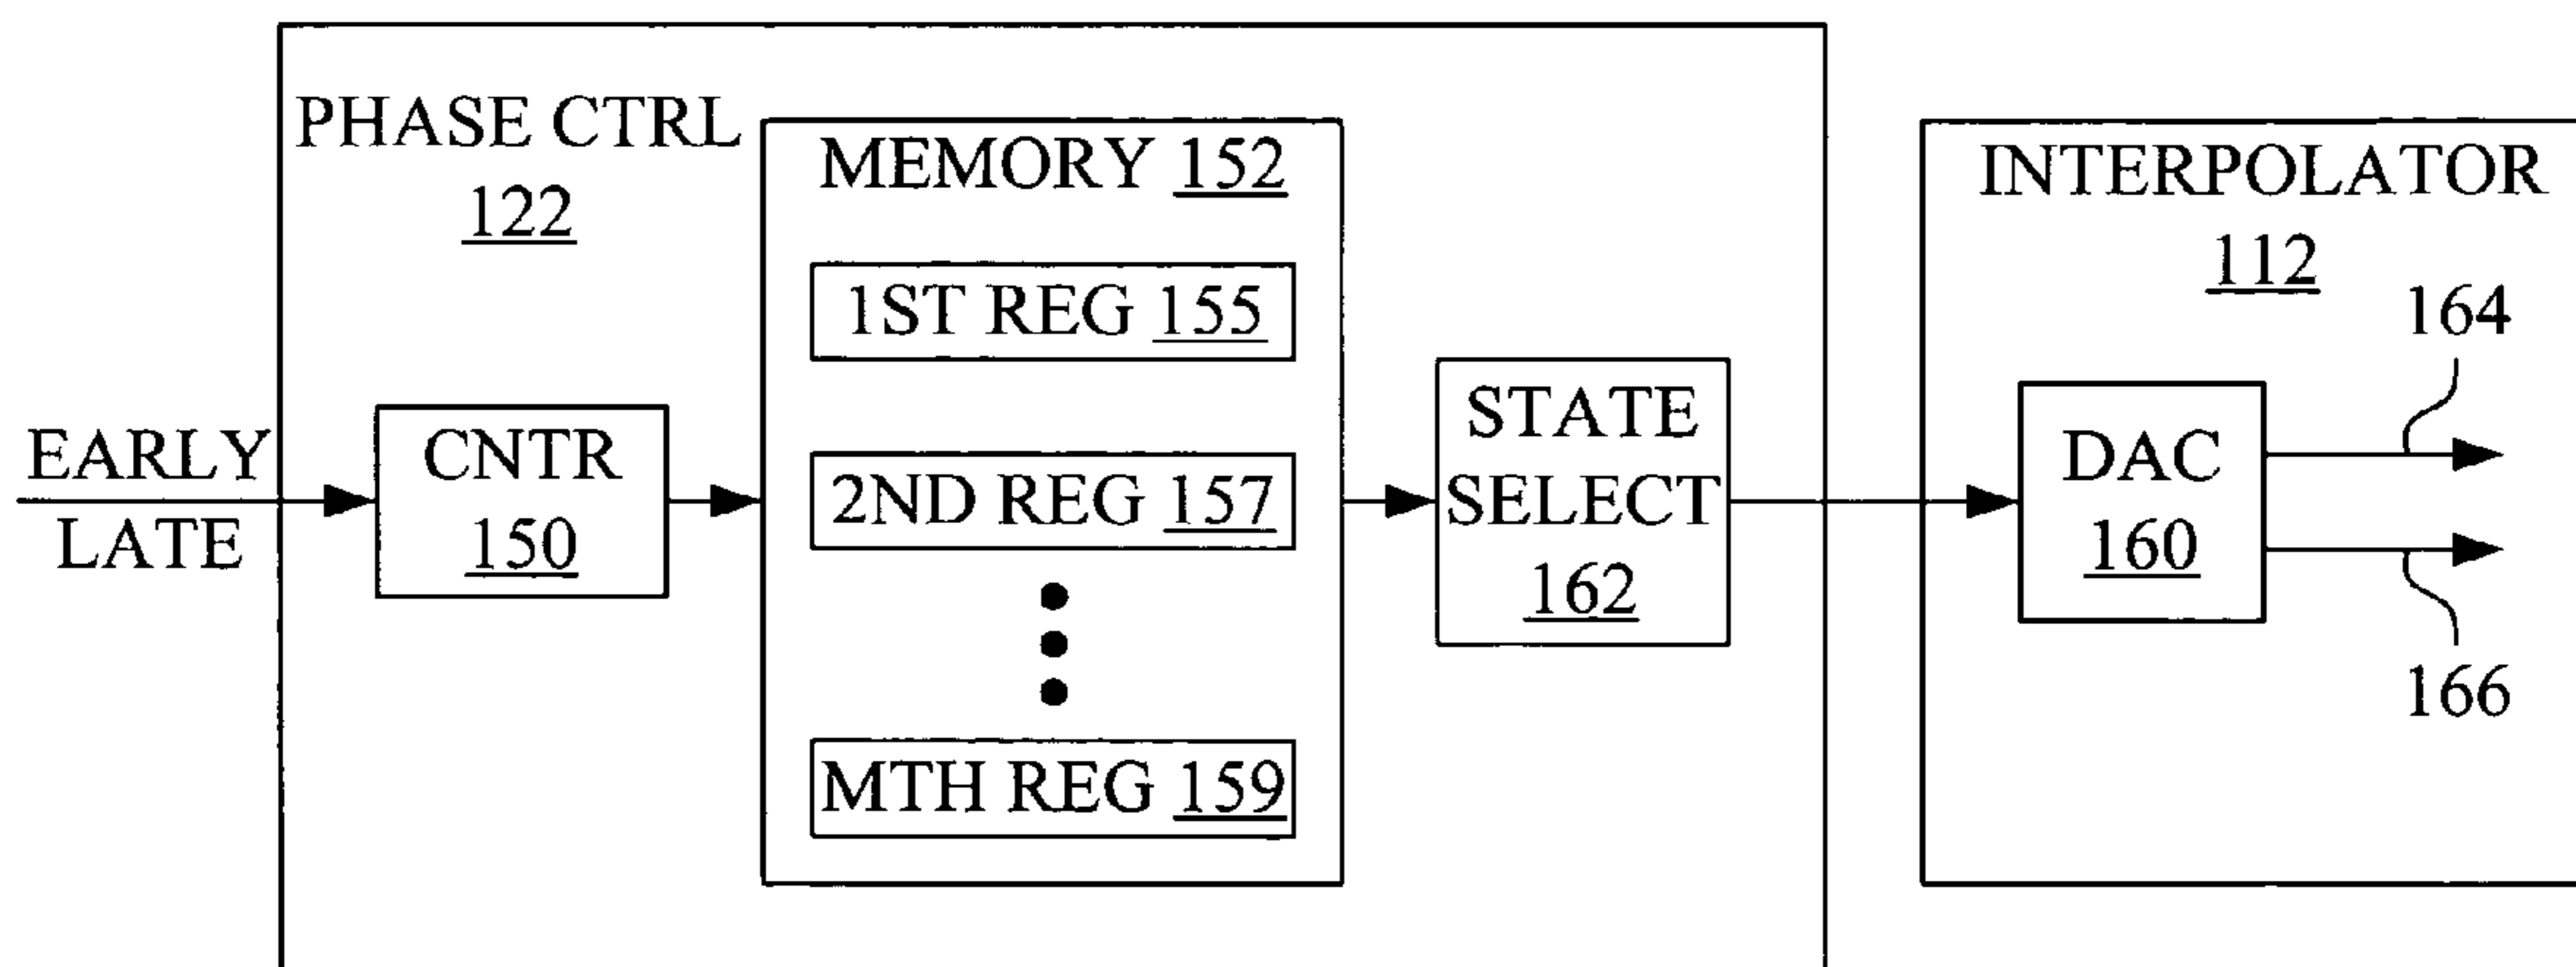 EARLY
LATE
PHASE CTRL
122
CNTR
150
MEMORY 152
1ST REG 155
2ND REG 157
MTH REG 159
STATE
SELECT
162
INTERPOLATOR
112
DAC
160
164
166